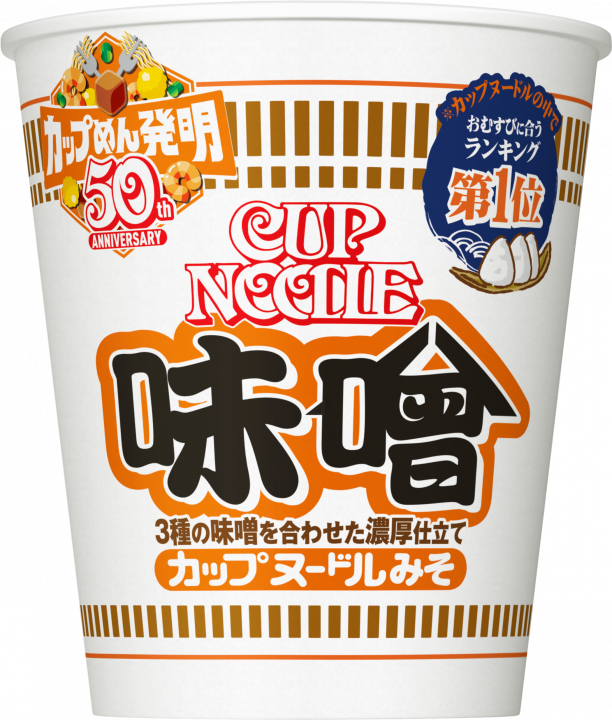 カップめん発明
50th
ANNIVERSARY
※カップヌードルの中で
おむすびに合う
ランキング
第1位
CUP
NOODLE
味噌
3種の味噌を合わせた濃厚仕立て
カップヌードルみそ